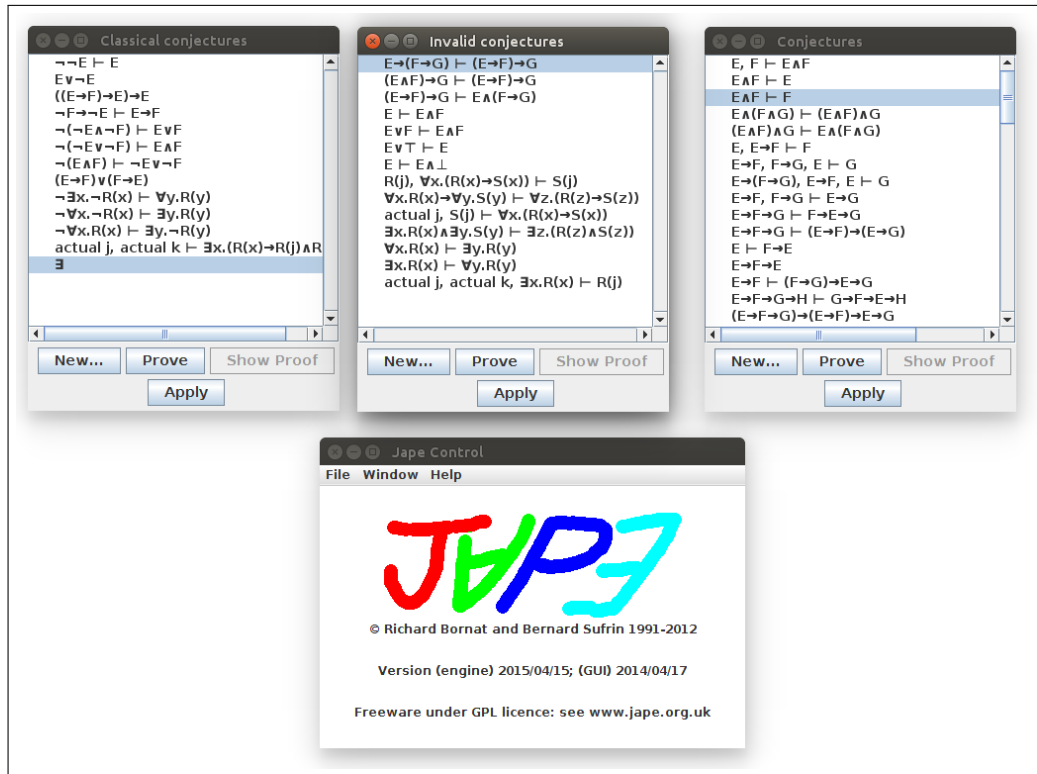 Classical conjectures
¬¬E ⊢ E
E∨¬E
((E→F)→E)→E
¬F→¬E ⊢ E→F
¬(¬E∧¬F) ⊢ E∨F
¬(¬E∨¬F) ⊢ E∧F
¬(E∧F) ⊢ ¬E∨¬F
(E→F)∨(F→E)
¬∃x.¬R(x) ⊢ ∀y.R(y)
¬∀x.¬R(x) ⊢ ∃y.R(y)
¬∀x.R(x) ⊢ ∃y.¬R(y)
actual j, actual k ⊢ ∃x.(R(x)→R(j)∧R
∃
New...
Prove
Show Proof
Apply
Invalid conjectures
E→(F→G) ⊢ (E→F)→G
(E∧F)→G ⊢ (E→F)→G
(E→F)→G ⊢ E∧(F→G)
E ⊢ E∧F
E∨F ⊢ E∧F
E∨⊤ ⊢ E
E ⊢ E∧⊥
R(j), ∀x.(R(x)→S(x)) ⊢ S(j)
∀x.R(x)→∀y.S(y) ⊢ ∀z.(R(z)→S(z))
actual j, S(j) ⊢ ∀x.(R(x)→S(x))
∃x.R(x)∧∃y.S(y) ⊢ ∃z.(R(z)∧S(z))
∀x.R(x) ⊢ ∃y.R(y)
∃x.R(x) ⊢ ∀y.R(y)
actual j, actual k, ∃x.R(x) ⊢ R(j)
New...
Prove
Show Proof
Apply
Conjectures
E, F ⊢ E∧F
E∧F ⊢ E
E∧F ⊢ F
E∧(F∧G) ⊢ (E∧F)∧G
(E∧F)∧G ⊢ E∧(F∧G)
E, E→F ⊢ F
E→F, F→G, E ⊢ G
E→(F→G), E→F, E ⊢ G
E→F, F→G ⊢ E→G
E→F→G ⊢ F→E→G
E→F→G ⊢ (E→F)→(E→G)
E ⊢ F→E
E→F→E
E→F ⊢ (F→G)→E→G
E→F→G→H ⊢ G→F→E→H
(E→F→G)→(E→F)→E→G
New...
Prove
Show Proof
Apply
Jape Control
File Window Help
J∀P∃
© Richard Bornat and Bernard Sufrin 1991-2012
Version (engine) 2015/04/15; (GUI) 2014/04/17
Freeware under GPL licence: see www.jape.org.uk